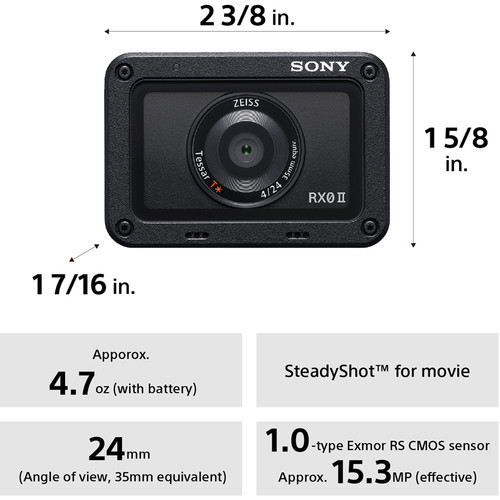 2 3/8 in.
SONY
ZEISS
Tessar T* 4/24 35mm equiv.
RX0 II
1 5/8
in.
1 7/16 in.
Apporox.
4.7oz (with battery)
SteadyShot™ for movie
24mm
(Angle of view, 35mm equivalent)
1.0-type Exmor RS CMOS sensor
Approx. 15.3MP (effective)